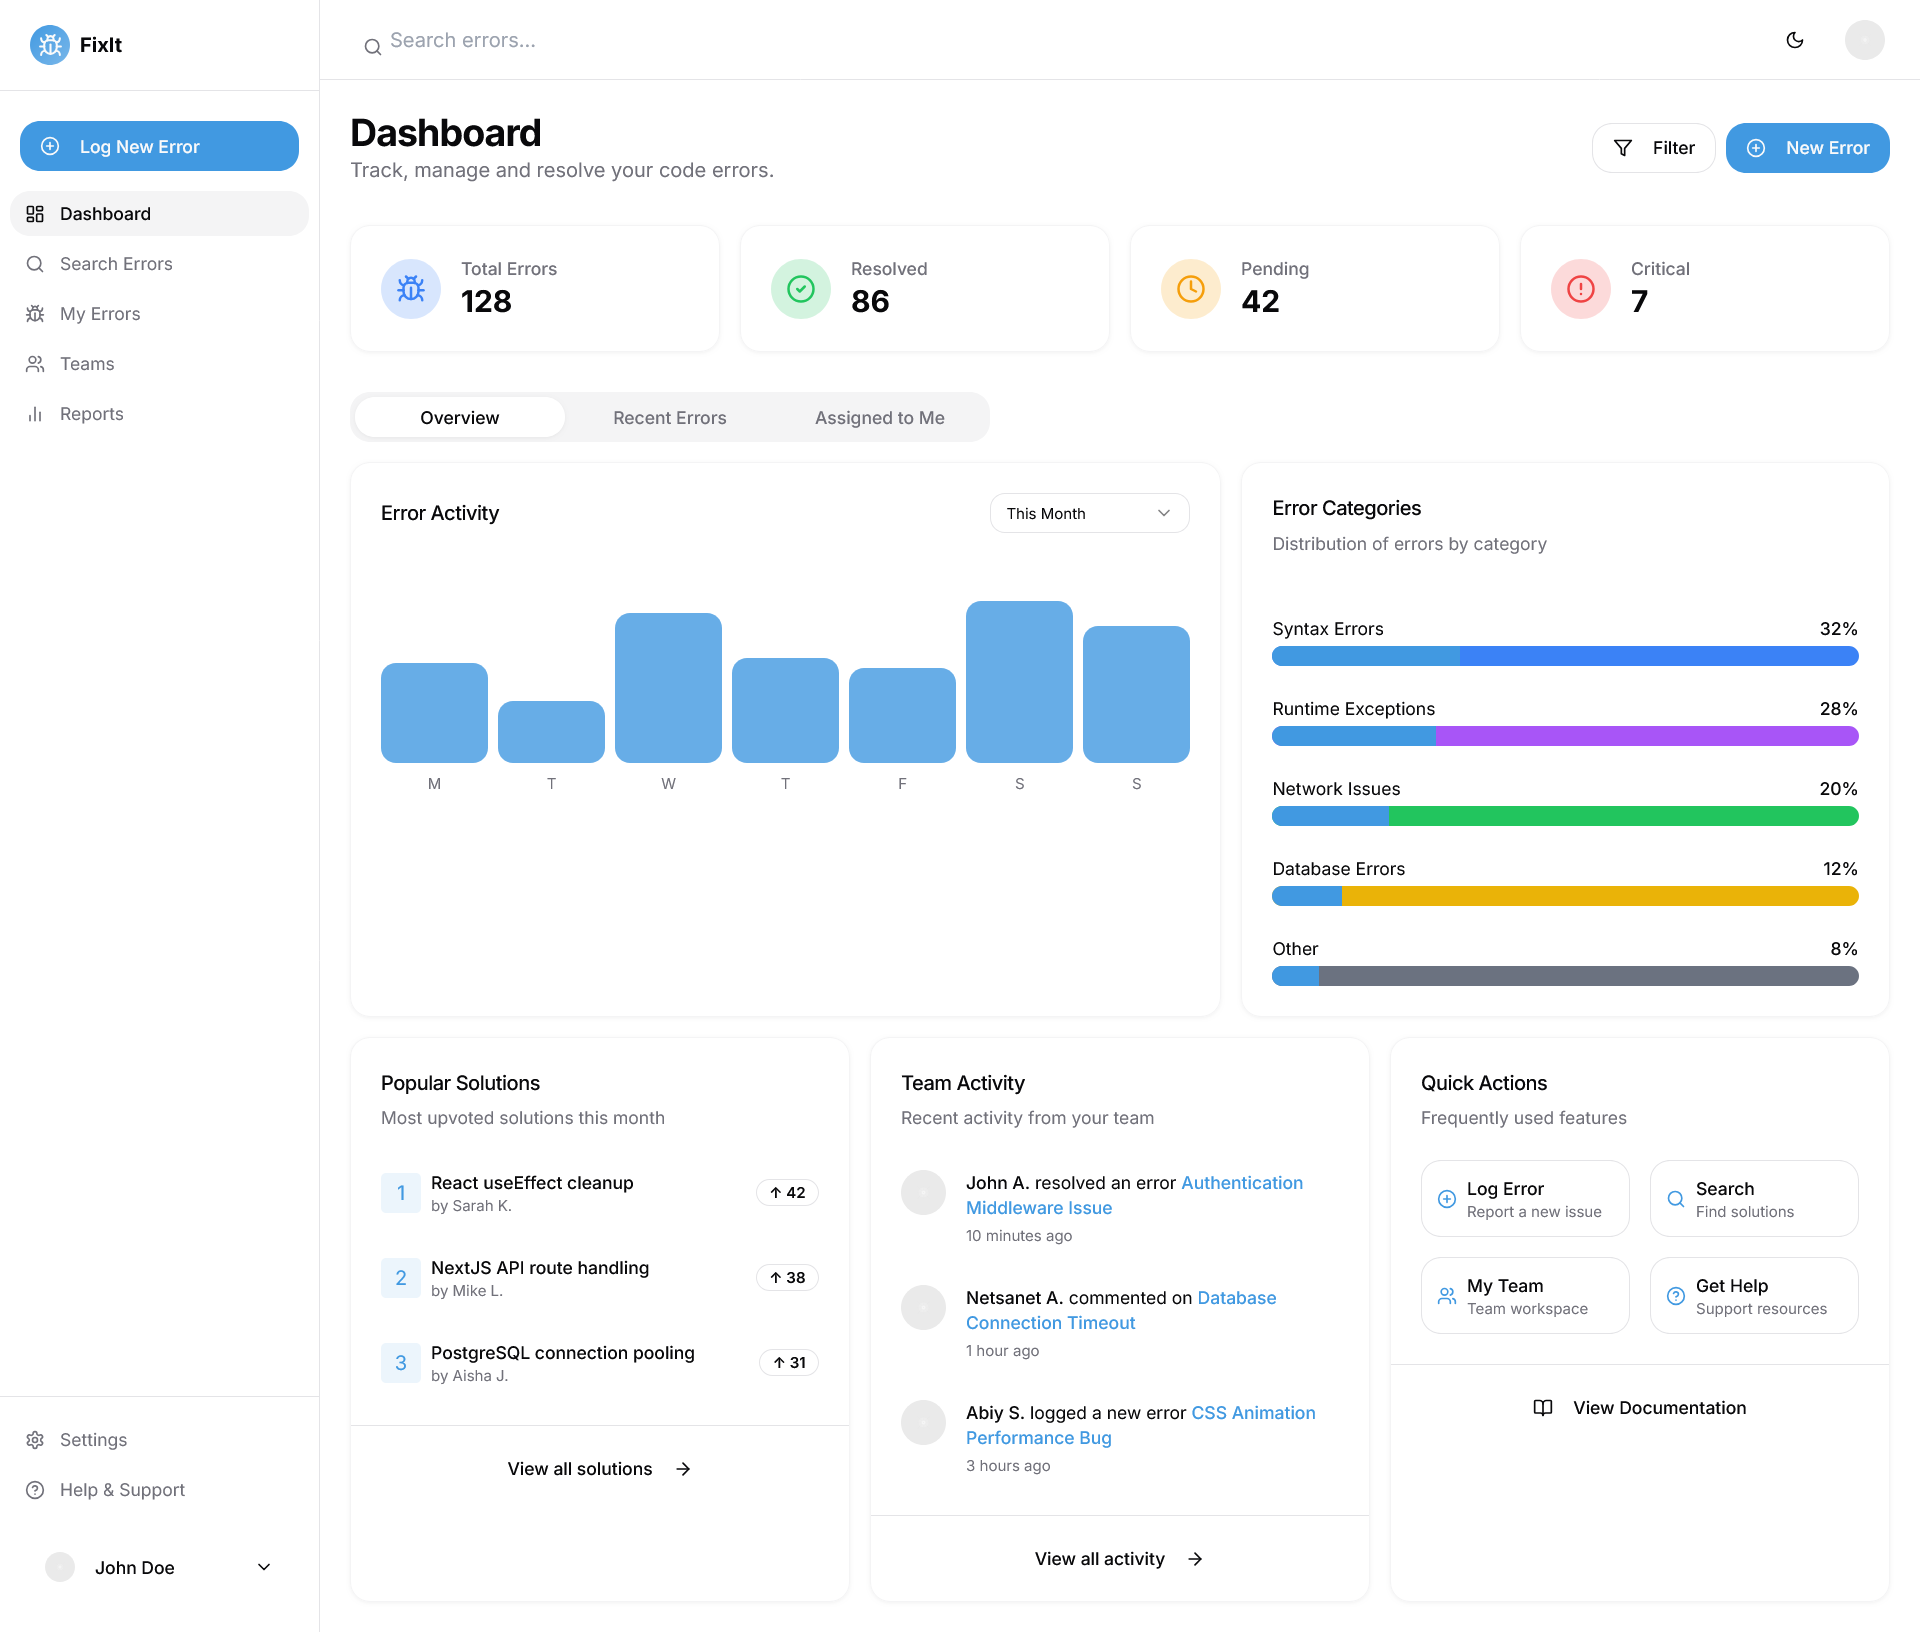 FixIt
Search errors...
Log New Error
Dashboard
Search Errors
My Errors
Teams
Reports
Settings
Help & Support
John Doe
Dashboard
Track, manage and resolve your code errors.
Filter
New Error
Total Errors
128
Resolved
86
Pending
42
Critical
7
Overview
Recent Errors
Assigned to Me
Error Activity
This Month
M T W T F S S
Error Categories
Distribution of errors by category
Syntax Errors 32%
Runtime Exceptions 28%
Network Issues 20%
Database Errors 12%
Other 8%
Popular Solutions
Most upvoted solutions this month
1 React useEffect cleanup ↑ 42
by Sarah K.
2 NextJS API route handling ↑ 38
by Mike L.
3 PostgreSQL connection pooling ↑ 31
by Aisha J.
View all solutions →
Team Activity
Recent activity from your team
John A. resolved an error Authentication
Middleware Issue
10 minutes ago
Netsanet A. commented on Database
Connection Timeout
1 hour ago
Abiy S. logged a new error CSS Animation
Performance Bug
3 hours ago
View all activity →
Quick Actions
Frequently used features
Log Error
Report a new issue
Search
Find solutions
My Team
Team workspace
Get Help
Support resources
View Documentation